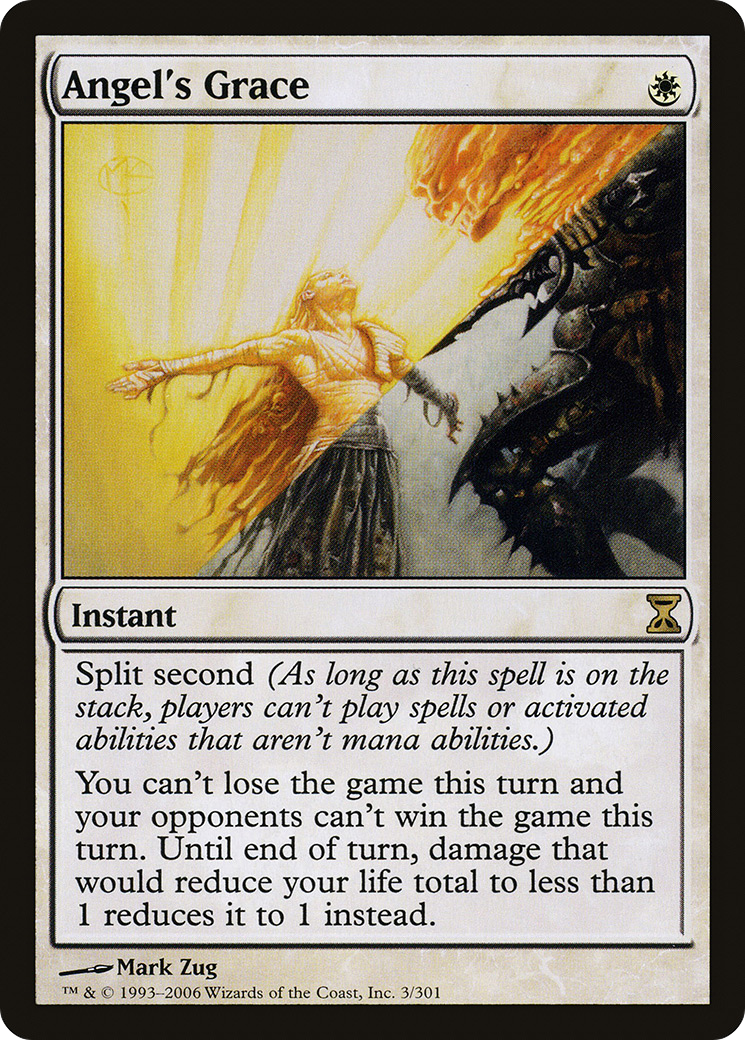 Angel's Grace
Instant
Split second (As long as this spell is on the
stack, players can't play spells or activated
abilities that aren't mana abilities.)
You can't lose the game this turn and
your opponents can't win the game this
turn. Until end of turn, damage that
would reduce your life total to less than
1 reduces it to 1 instead.
Mark Zug
™ & © 1993–2006 Wizards of the Coast, Inc. 3/301